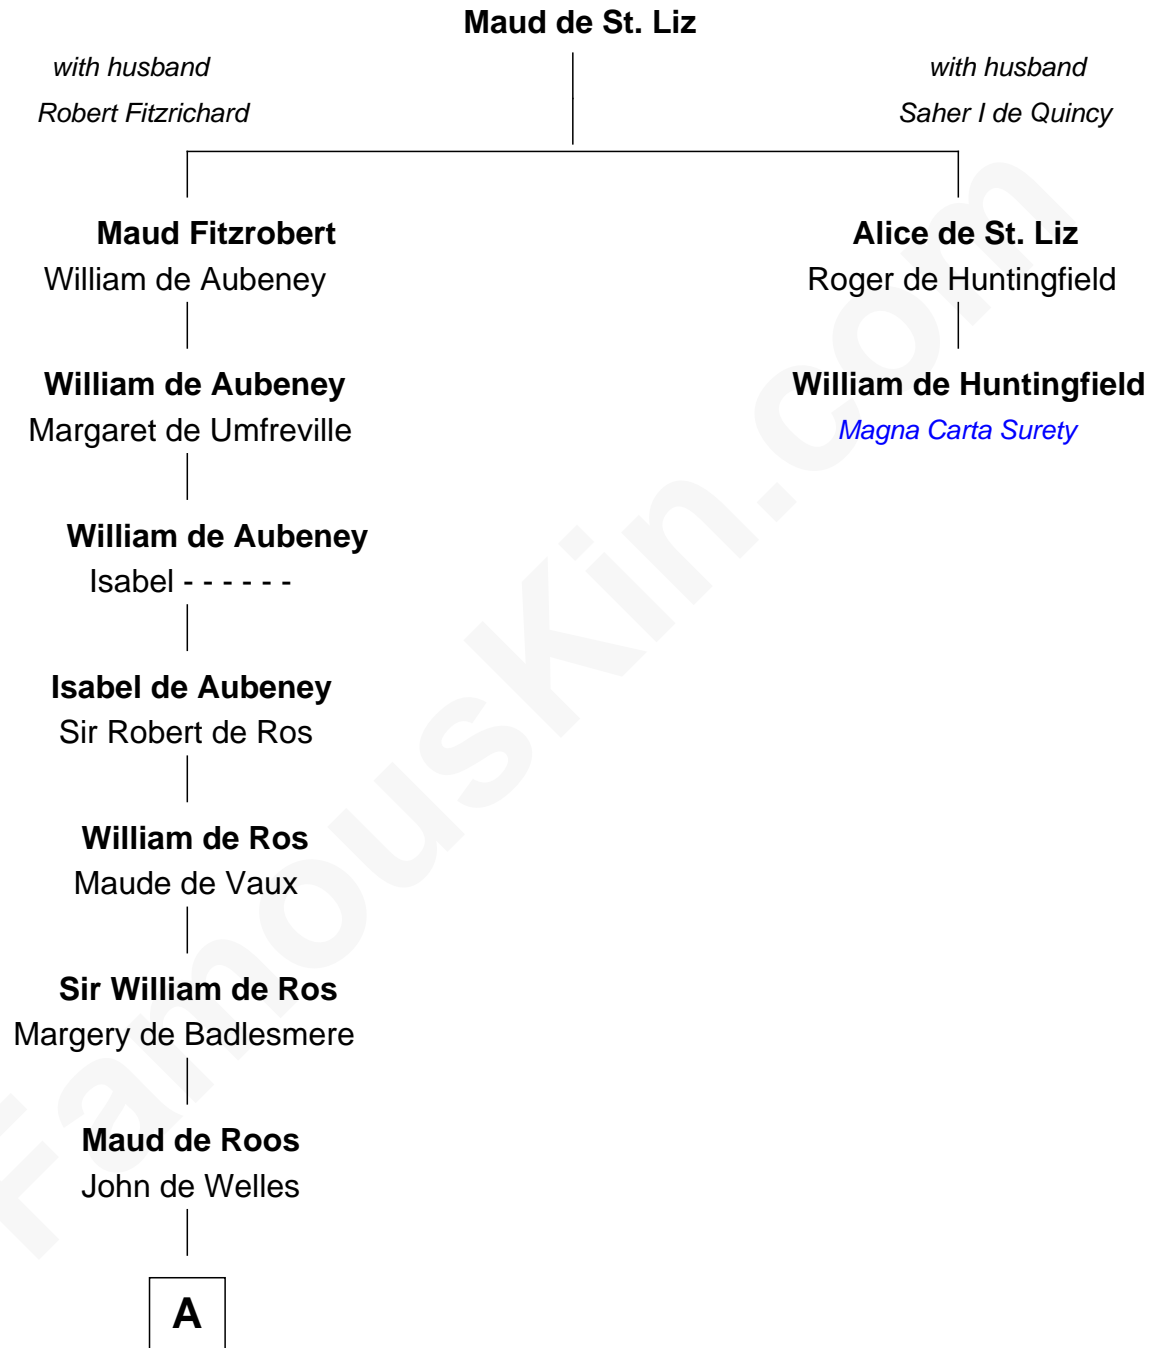 Maud de St. Liz
with husband
Robert Fitzrichard
with husband
Saher I de Quincy
Maud Fitzrobert
William de Aubeney
Alice de St. Liz
Roger de Huntingfield
William de Aubeney
Margaret de Umfreville
William de Huntingfield
Magna Carta Surety
William de Aubeney
Isabel - - - - - -
Isabel de Aubeney
Sir Robert de Ros
William de Ros
Maude de Vaux
Sir William de Ros
Margery de Badlesmere
Maud de Roos
John de Welles
A
FamousKin.com